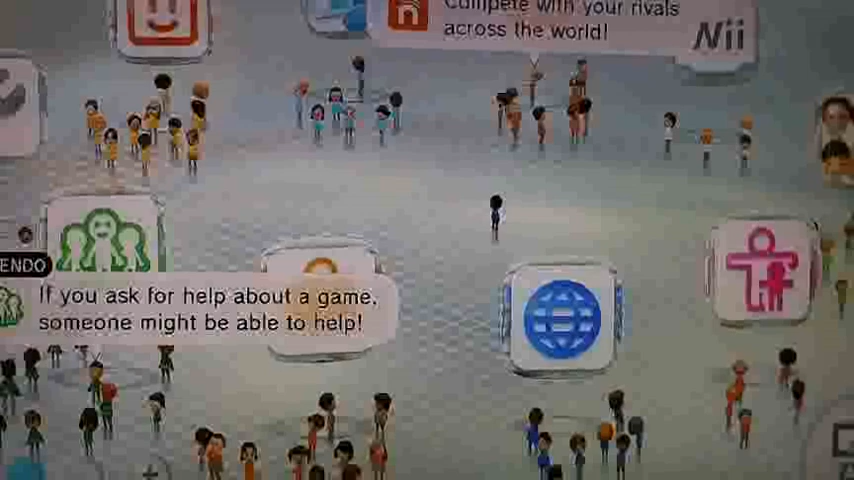 Compete with your rivals
across the world!
Nii
ENDO
If you ask for help about a game,
someone might be able to help!